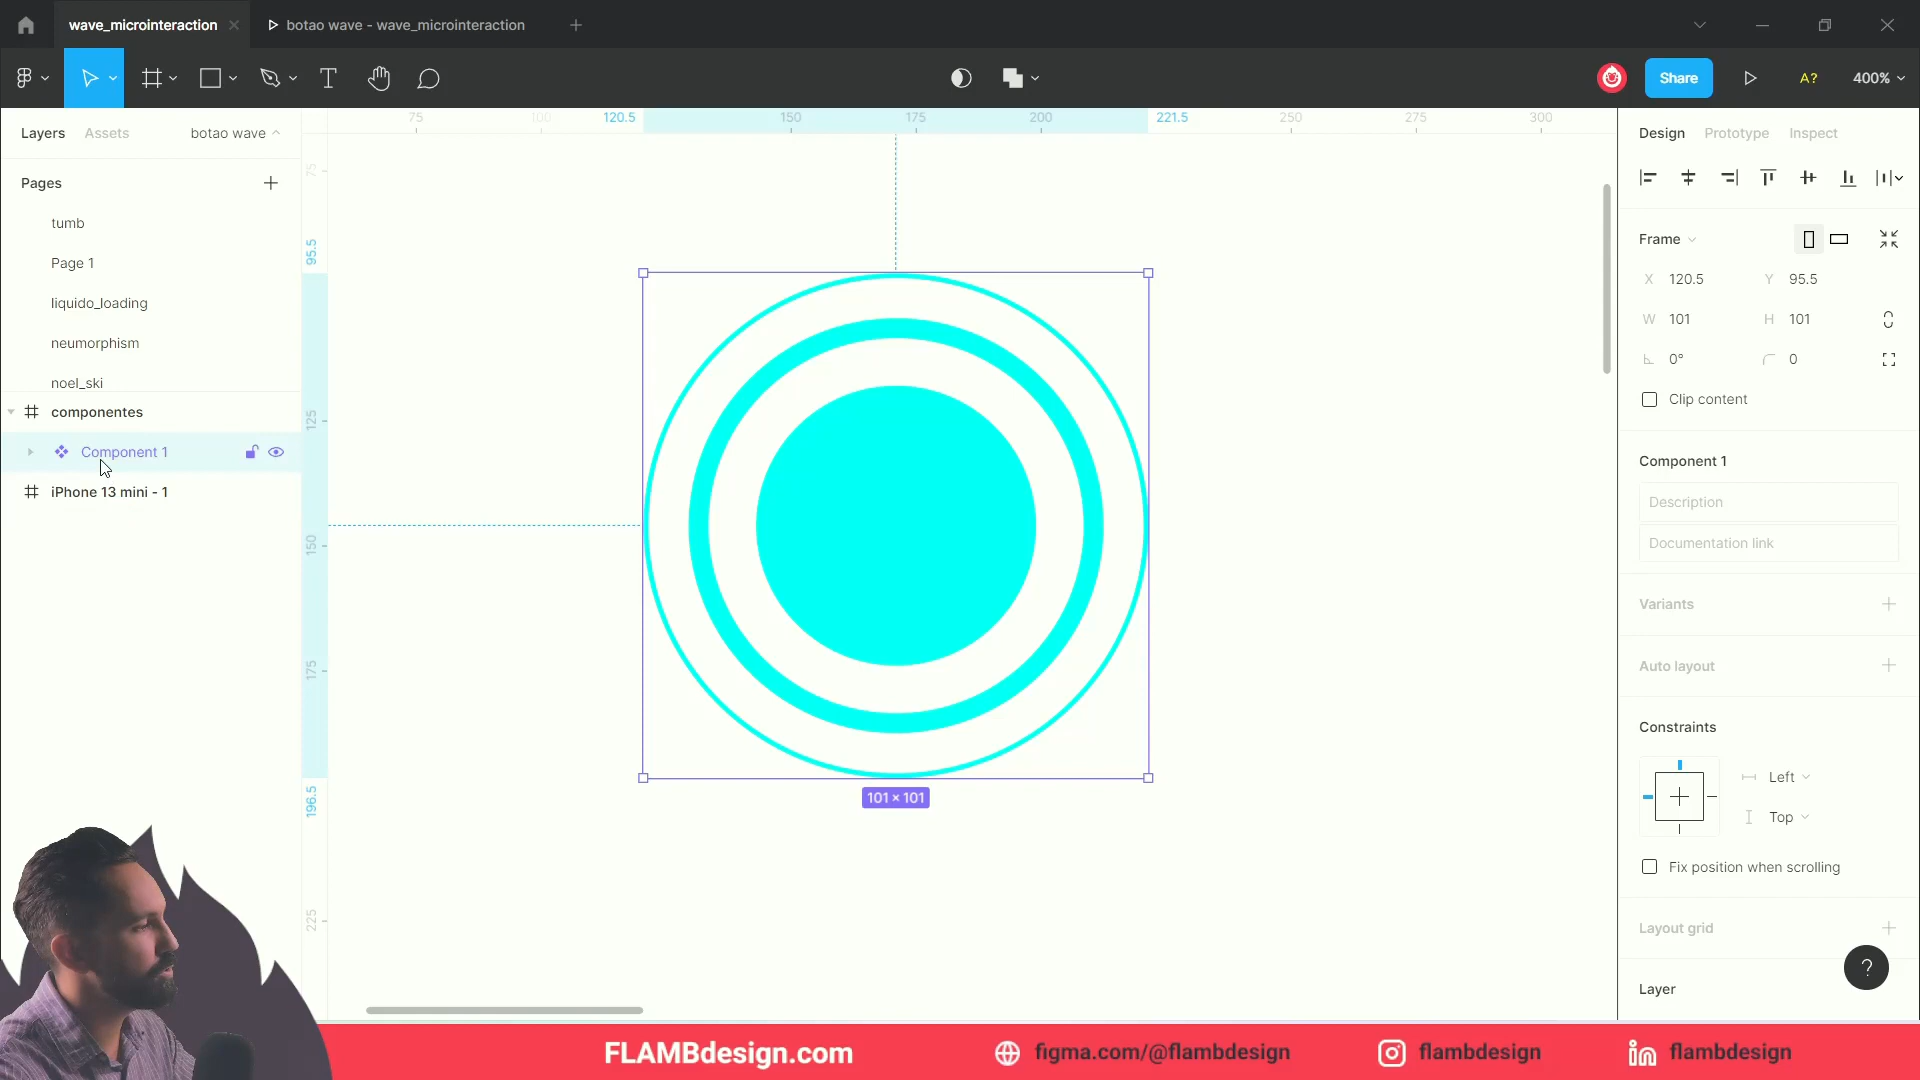 wave_microinteraction
botao wave - wave_microinteraction
Share
A?
400%
Layers
Assets
botao wave
Pages
tumb
Page 1
liquido_loading
neumorphism
noel_ski
componentes
Component 1
iPhone 13 mini - 1
75
100
120.5
150
175
200
221.5
250
275
300
75
95.5
125
150
175
196.5
225
101 × 101
Design
Prototype
Inspect
Frame
X 120.5
Y 95.5
W 101
H 101
0°
0
Clip content
Component 1
Description
Documentation link
Variants
Auto layout
Constraints
Left
Top
Fix position when scrolling
Layout grid
?
Layer
FLAMBdesign.com
figma.com/@flambdesign
flambdesign
in flambdesign